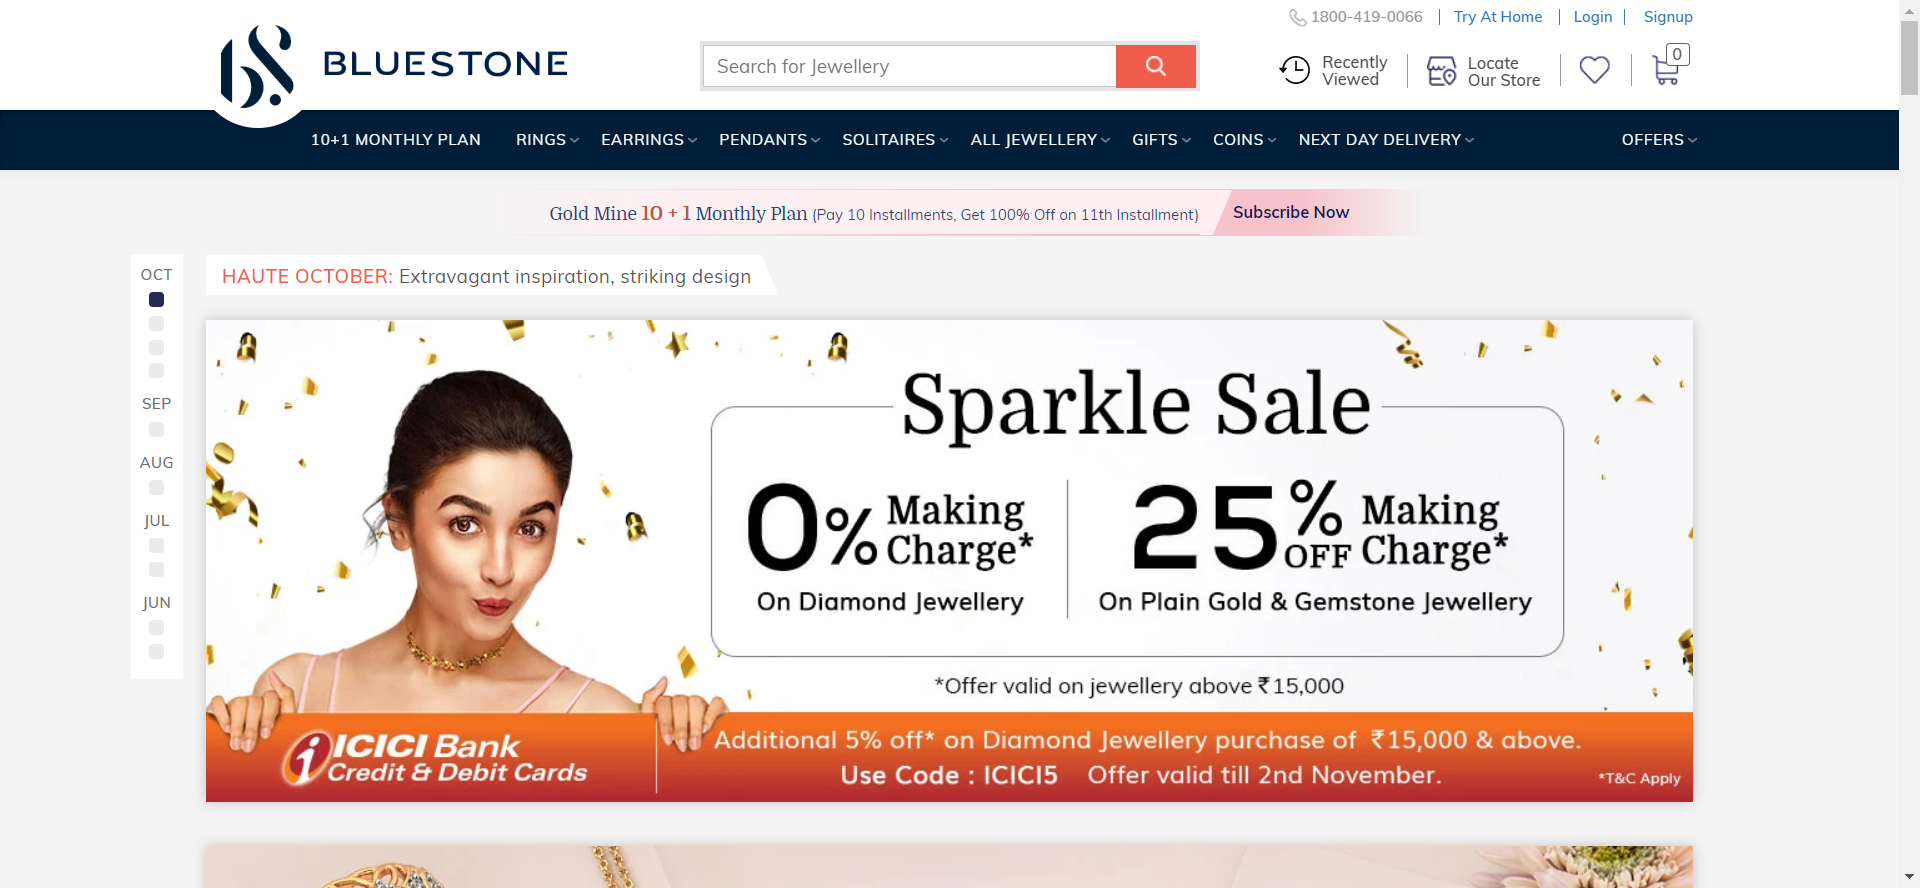 1800-419-0066 Try At Home Login Signup
BLUESTONE
Search for Jewellery
Recently
Viewed
Locate
Our Store
0
10+1 MONTHLY PLAN RINGS EARRINGS PENDANTS SOLITAIRES ALL JEWELLERY GIFTS COINS NEXT DAY DELIVERY OFFERS
Gold Mine 10 + 1 Monthly Plan (Pay 10 Installments, Get 100% Off on 11th Installment) Subscribe Now
HAUTE OCTOBER: Extravagant inspiration, striking design
OCT
SEP
AUG
JUL
JUN
Sparkle Sale
0% Making
Charge*
On Diamond Jewellery
25% OFF Making
Charge*
On Plain Gold & Gemstone Jewellery
*Offer valid on jewellery above ₹15,000
ICICI Bank
Credit & Debit Cards
Additional 5% off* on Diamond Jewellery purchase of ₹15,000 & above.
Use Code : ICICI5 Offer valid till 2nd November.
*T&C Apply